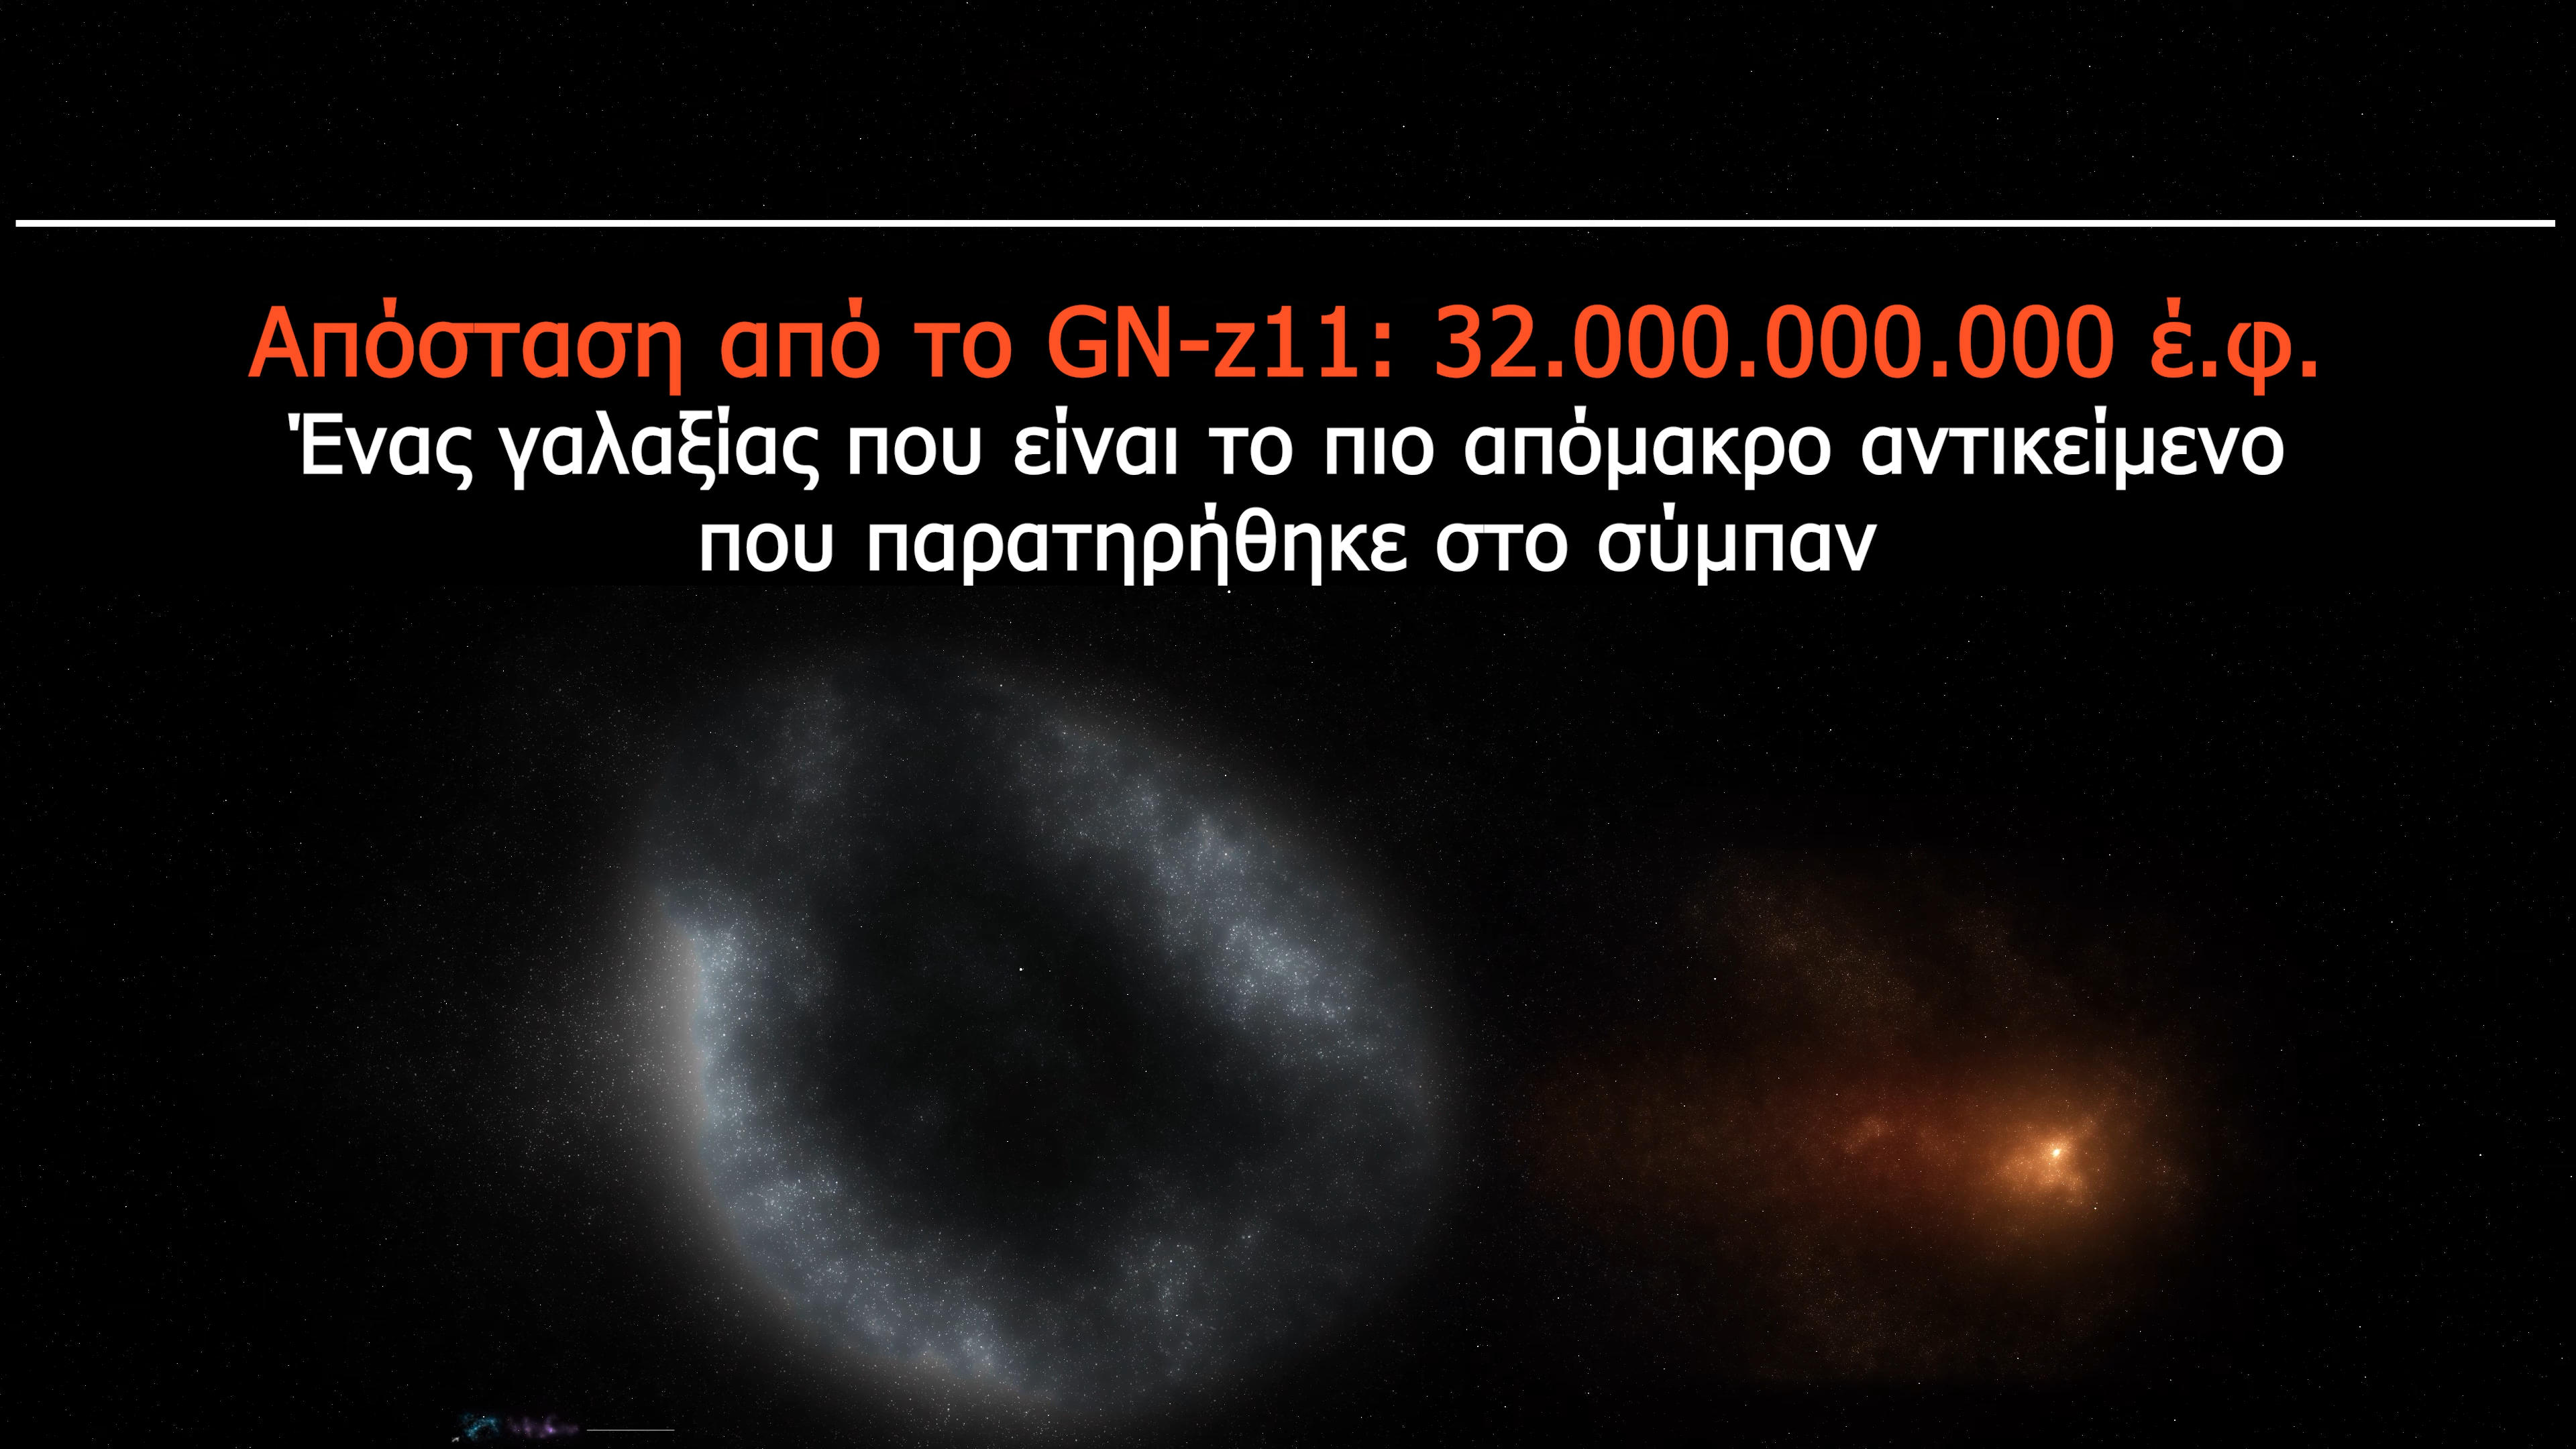 Απόσταση από το GN-z11: 32.000.000.000 έ.φ.
Ένας γαλαξίας που είναι το πιο απόμακρο αντικείμενο
που παρατηρήθηκε στο σύμπαν